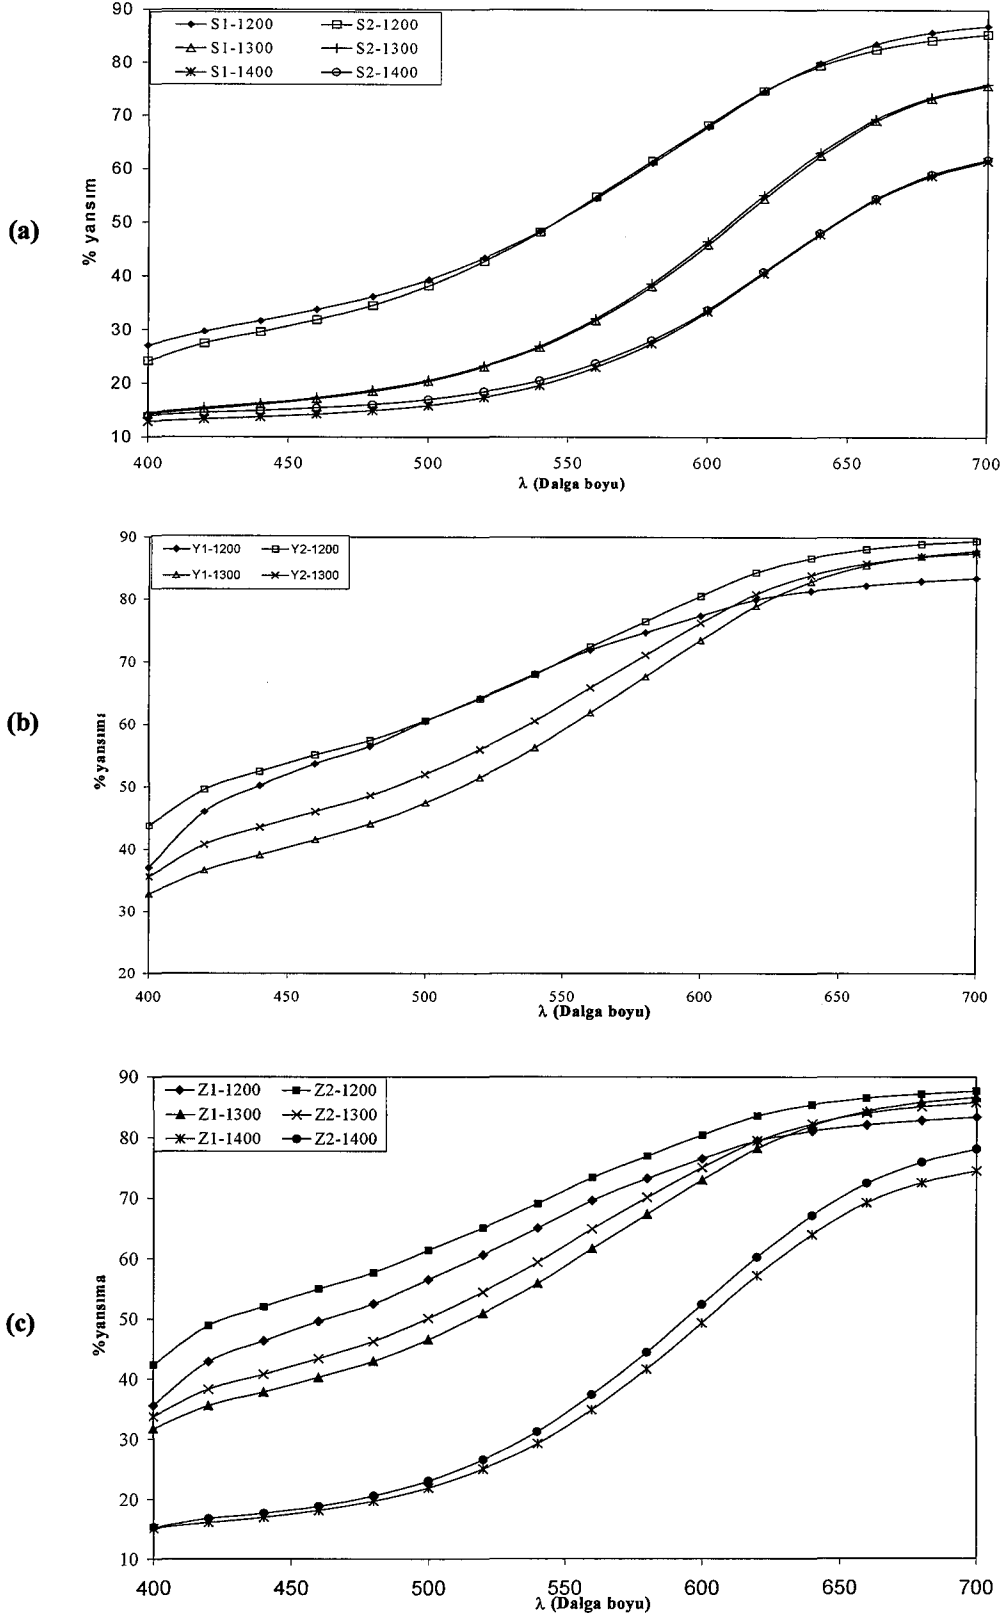 90
80
70
60
50
40
30
20
10
% yansım
S1-1200 S2-1200
S1-1300 S2-1300
S1-1400 S2-1400
(a)
400 450 500 550 600 650 700
λ (Dalga boyu)
90
80
70
60
50
40
30
20
%yansımı
Y1-1200 Y2-1200
Y1-1300 Y2-1300
(b)
400 450 500 550 600 650 700
λ (Dalga boyu)
90
80
70
60
50
40
30
20
10
%yansıma
Z1-1200 Z2-1200
Z1-1300 Z2-1300
Z1-1400 Z2-1400
(c)
400 450 500 550 600 650 700
λ (Dalga boyu)